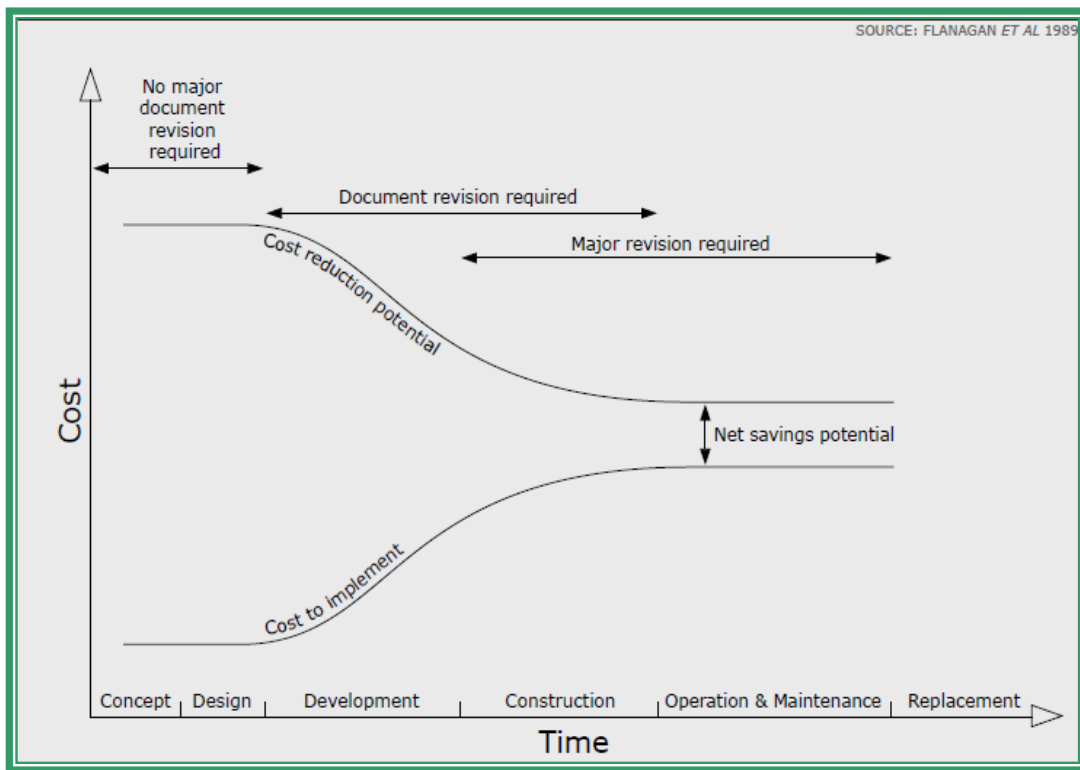 SOURCE: FLANAGAN ET AL 1989
No major
document
revision
required
Document revision required
Major revision required
Cost reduction potential
Cost
Net savings potential
Cost to implement
Concept Design Development Construction Operation & Maintenance Replacement
Time